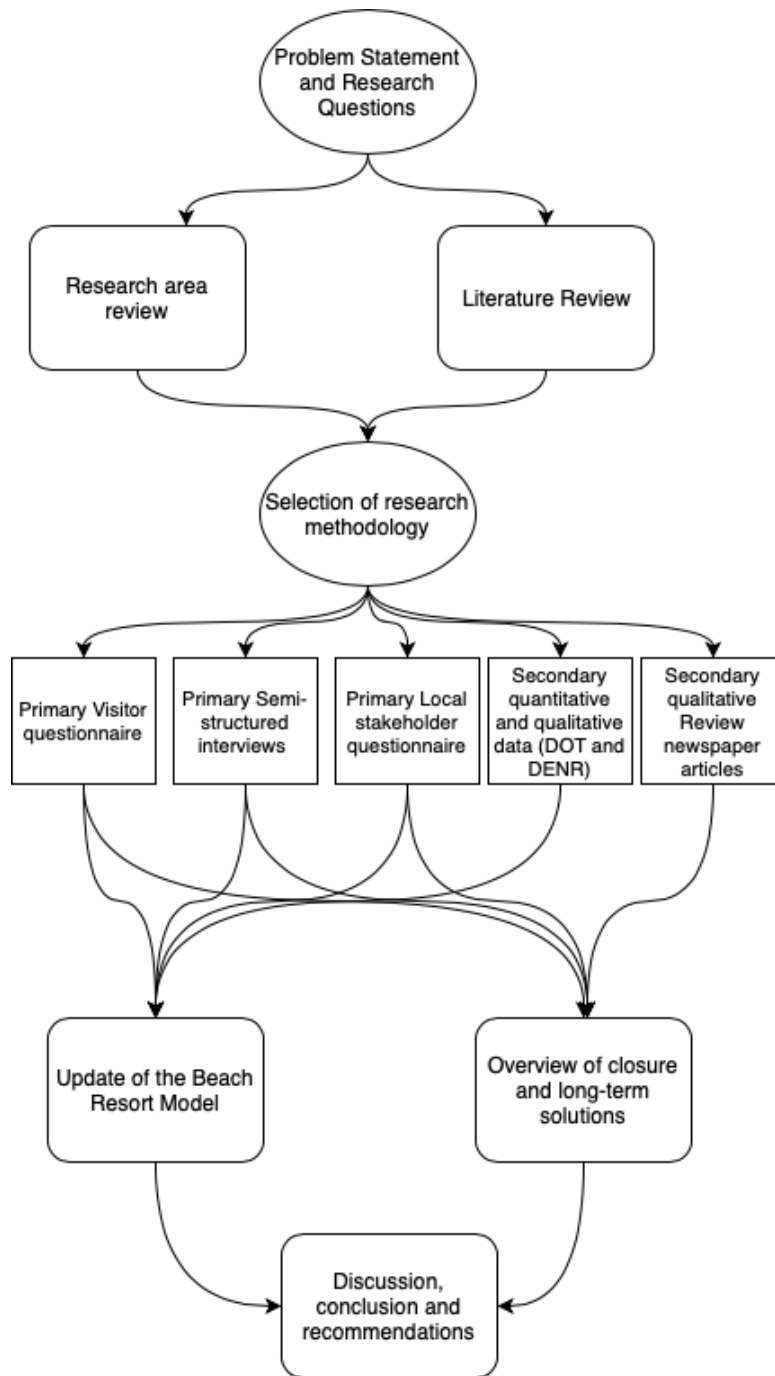 Problem Statement
and Research
Questions
Research area
review
Literature Review
Selection of research
methodology
Primary Visitor
questionnaire
Primary Semi-
structured
interviews
Primary Local
stakeholder
questionnaire
Secondary
quantitative
and qualitative
data (DOT and
DENR)
Secondary
qualitative
Review
newspaper
articles
Update of the Beach
Resort Model
Overview of closure
and long-term
solutions
Discussion,
conclusion and
recommendations